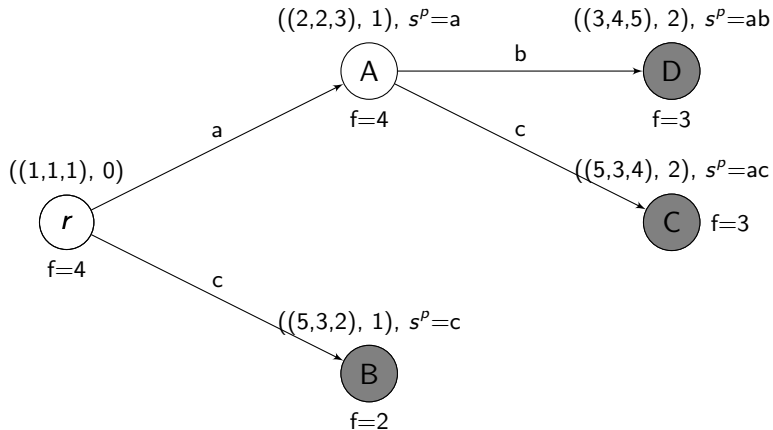 ((2,2,3), 1), s^p=a
((3,4,5), 2), s^p=ab
A
b
D
f=4
f=3
a
c
((1,1,1), 0)
((5,3,4), 2), s^p=ac
r
C
f=3
f=4
c
((5,3,2), 1), s^p=c
B
f=2